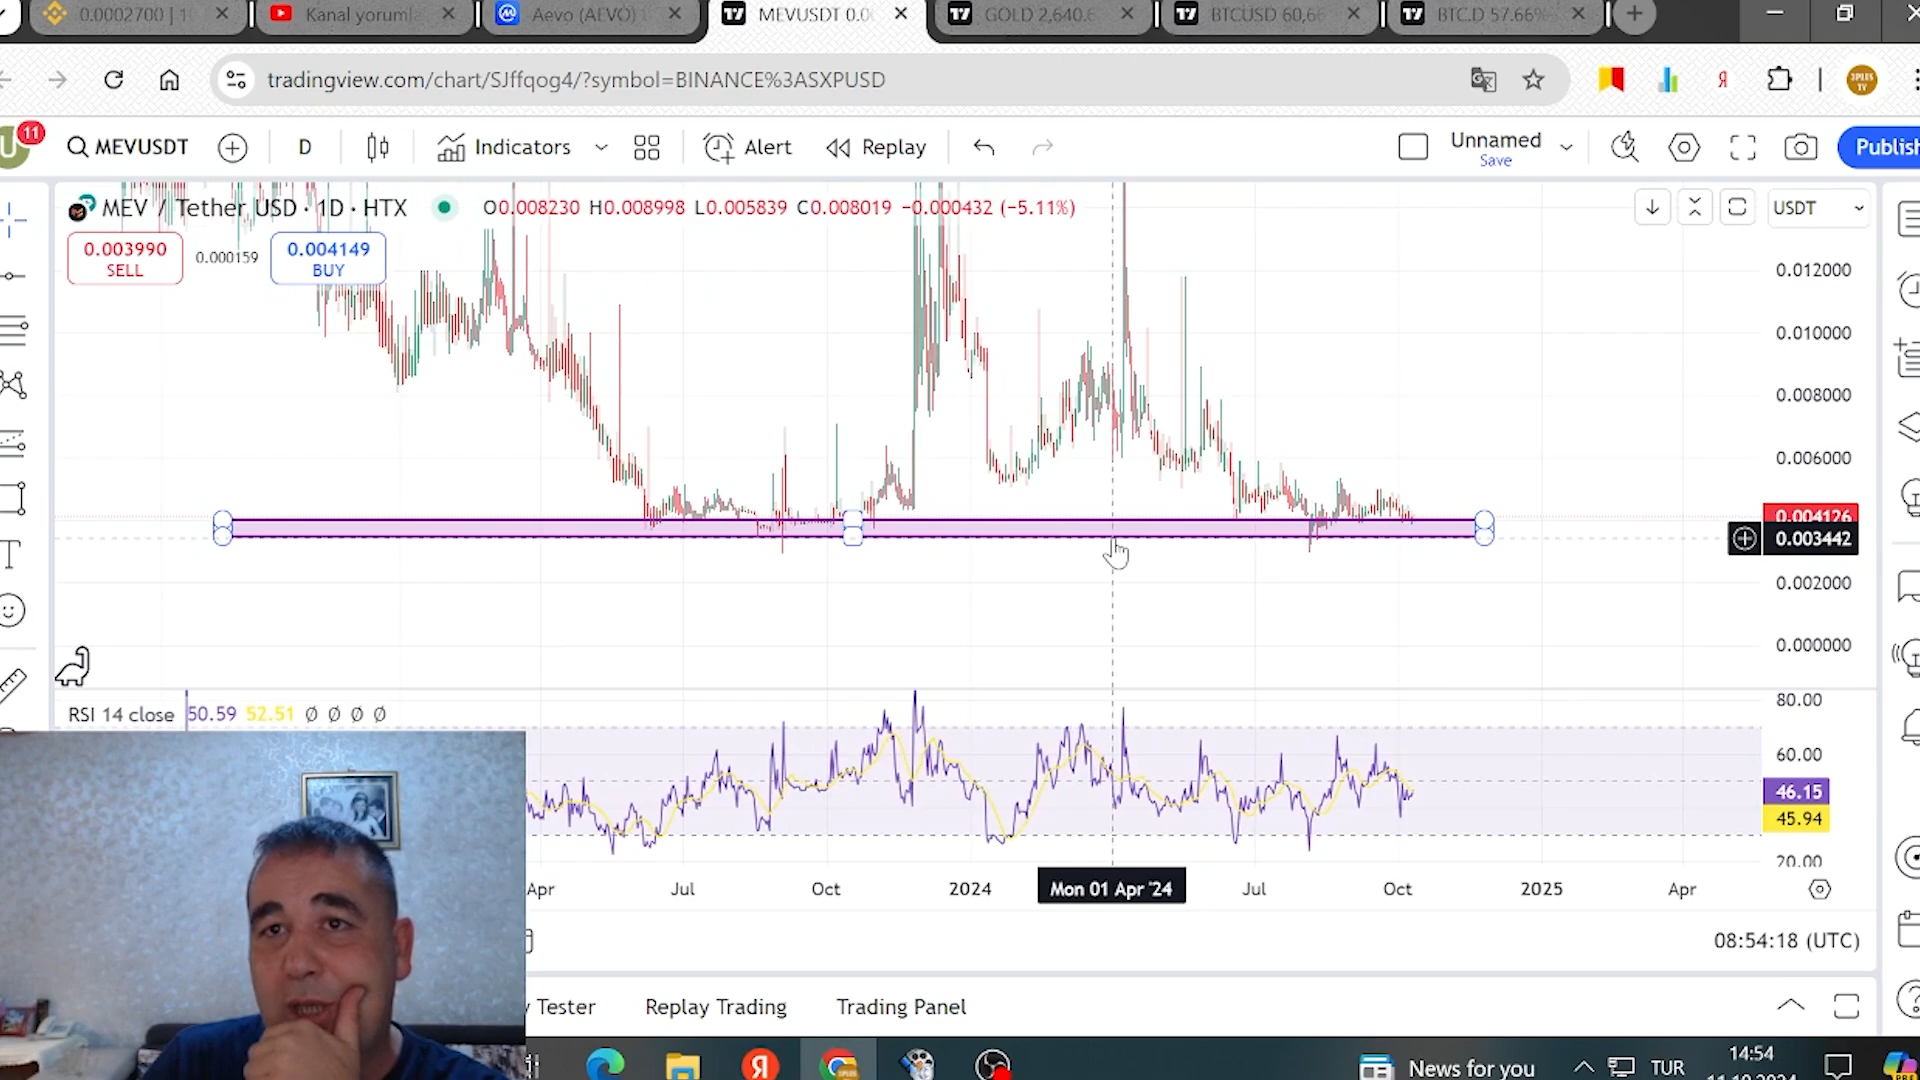 0.0002700 | 1
Kanal yoruml
Aevo (AEVO)
MEVUSDT 0.0
GOLD 2,640.6
BTCUSD 60,66
BTC.D 57.66%
tradingview.com/chart/SJffqog4/?symbol=BINANCE%3ASXPUSD
11
MEVUSDT
D
Indicators
Alert
Replay
Unnamed
Save
Publish
MEV / Tether USD · 1D · HTX
O0.008230 H0.008998 L0.005839 C0.008019 −0.000432 (−5.11%)
USDT
0.003990
SELL
0.000159
0.004149
BUY
0.012000
0.010000
0.008000
0.006000
0.004126
0.003442
0.002000
0.000000
RSI 14 close 50.59 52.51 Ø Ø Ø Ø
80.00
60.00
46.15
45.94
20.00
Apr
Jul
Oct
2024
Mon 01 Apr '24
Jul
Oct
2025
Apr
08:54:18 (UTC)
y Tester
Replay Trading
Trading Panel
News for you
TUR
14:54
11.10.2024